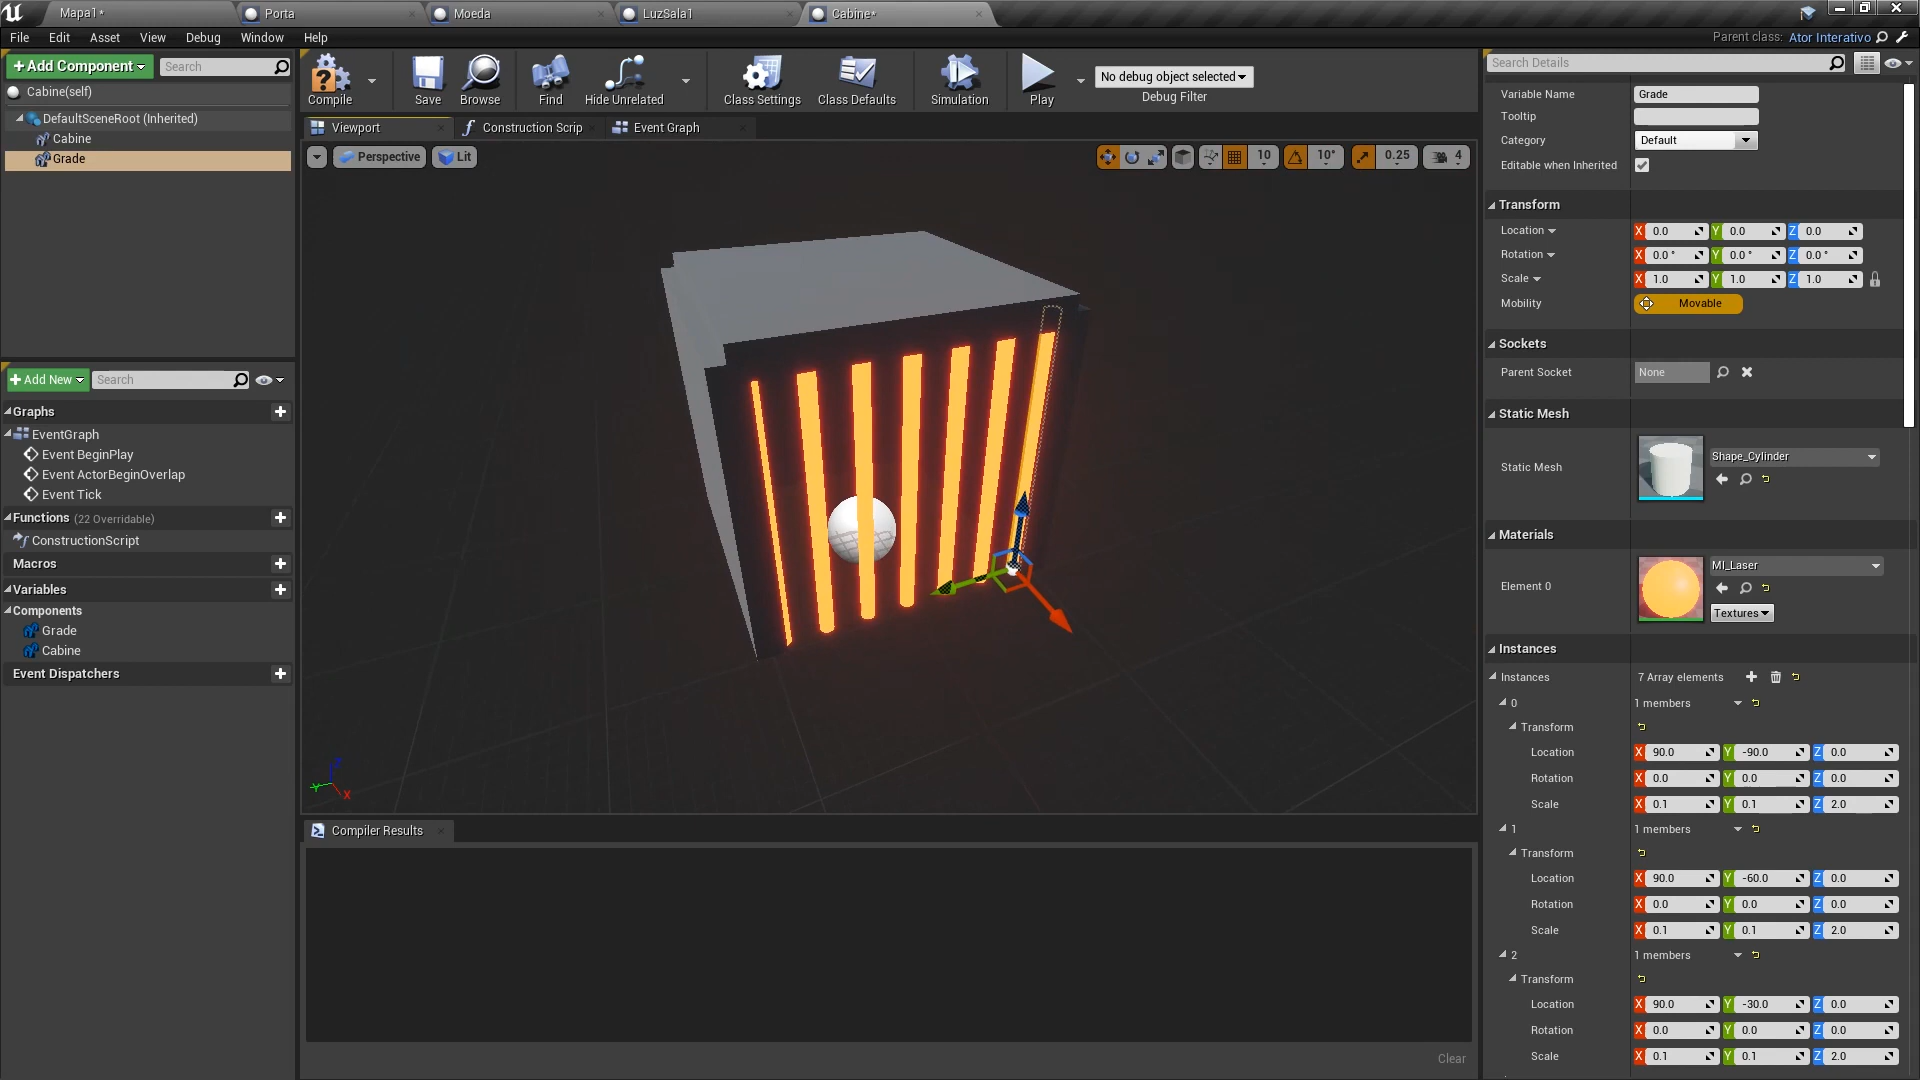 Mapa1*
Porta
Moeda
LuzSala1
Cabine*
File Edit Asset View Debug Window Help
Parent class: Ator Interativo
+ Add Component
Search
Cabine(self)
DefaultSceneRoot (Inherited)
Cabine
Grade
Compile
Save
Browse
Find
Hide Unrelated
Class Settings
Class Defaults
Simulation
Play
No debug object selected
Debug Filter
Viewport
Construction Scrip
Event Graph
Perspective
Lit
10
10°
0.25
4
Z
Y
X
Compiler Results
Clear
+ Add New
Search
Graphs
EventGraph
Event BeginPlay
Event ActorBeginOverlap
Event Tick
Functions (22 Overridable)
ConstructionScript
Macros
Variables
Components
Grade
Cabine
Event Dispatchers
Search Details
Variable Name Grade
Tooltip
Category Default
Editable when Inherited
Transform
Location X 0.0 Y 0.0 Z 0.0
Rotation X 0.0 ° Y 0.0 ° Z 0.0 °
Scale X 1.0 Y 1.0 Z 1.0
Mobility Movable
Sockets
Parent Socket None
Static Mesh
Static Mesh Shape_Cylinder
Materials
Element 0 MI_Laser
Textures
Instances
Instances 7 Array elements
0 1 members
Transform
Location X 90.0 Y -90.0 Z 0.0
Rotation X 0.0 Y 0.0 Z 0.0
Scale X 0.1 Y 0.1 Z 2.0
1 1 members
Transform
Location X 90.0 Y -60.0 Z 0.0
Rotation X 0.0 Y 0.0 Z 0.0
Scale X 0.1 Y 0.1 Z 2.0
2 1 members
Transform
Location X 90.0 Y -30.0 Z 0.0
Rotation X 0.0 Y 0.0 Z 0.0
Scale X 0.1 Y 0.1 Z 2.0